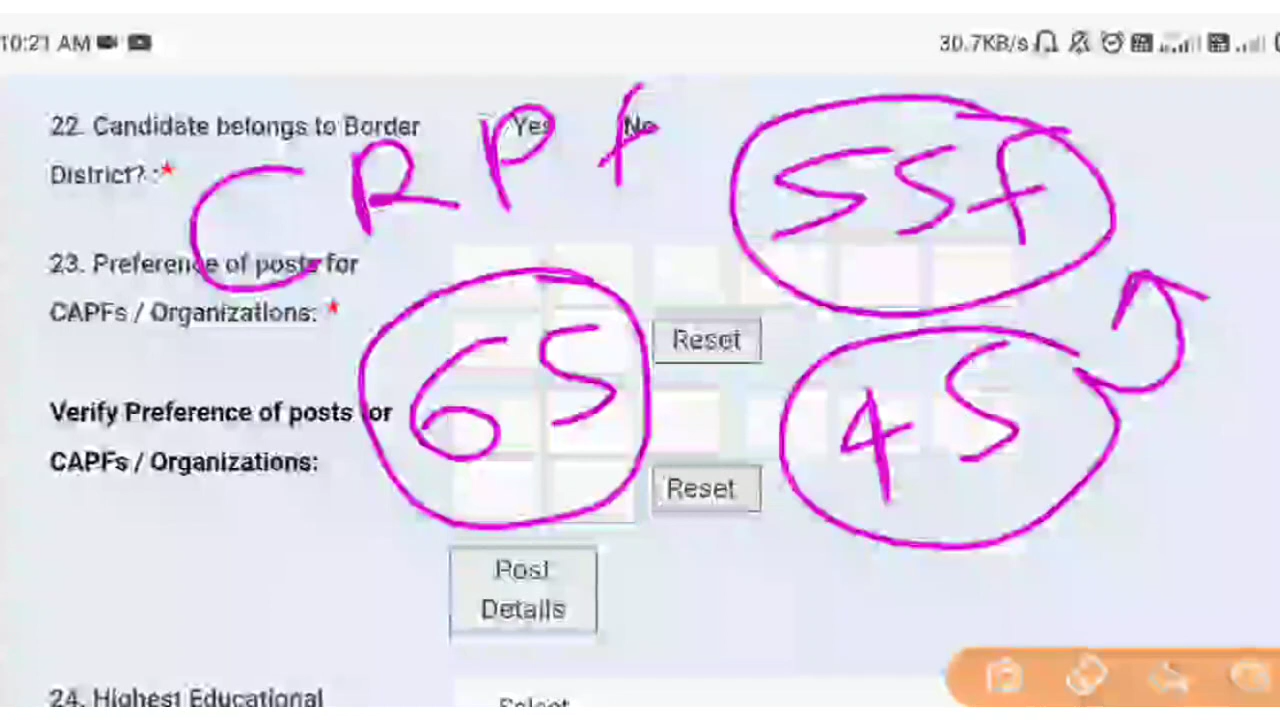 10:21 AM
30.7KB/s
22. Candidate belongs to Border
Yes
No
District? :*
CRPf
SSf
23. Preference of posts for
CAPFs / Organizations: *
Reset
65
45
Verify Preference of posts for
CAPFs / Organizations:
Reset
Post
Details
24. Highest Educational
Select